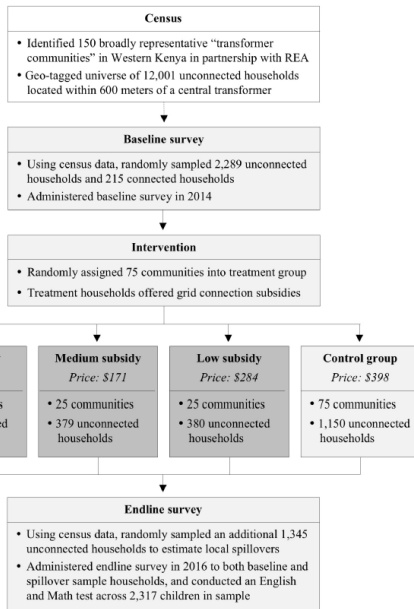 Census
• Identified 150 broadly representative “transformer
communities” in Western Kenya in partnership with REA
• Geo-tagged universe of 12,001 unconnected households
located within 600 meters of a central transformer
Baseline survey
• Using census data, randomly sampled 2,289 unconnected
households and 215 connected households
• Administered baseline survey in 2014
Intervention
• Randomly assigned 75 communities into treatment group
• Treatment households offered grid connection subsidies
Medium subsidy
Price: $171
• 25 communities
• 379 unconnected
households
Low subsidy
Price: $284
• 25 communities
• 380 unconnected
households
Control group
Price: $398
• 75 communities
• 1,150 unconnected
households
Endline survey
• Using census data, randomly sampled an additional 1,345
unconnected households to estimate local spillovers
• Administered endline survey in 2016 to both baseline and
spillover sample households, and conducted an English
and Math test across 2,317 children in sample